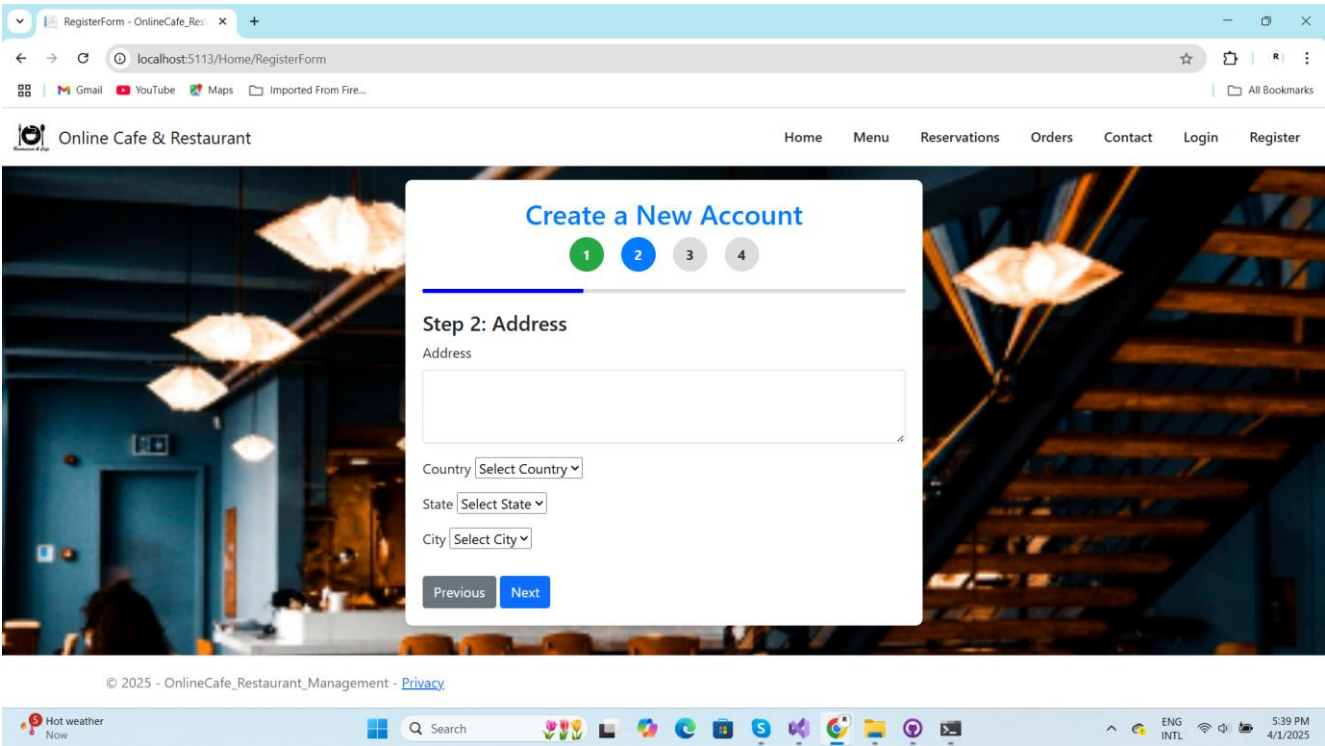 RegisterForm - OnlineCafe_Res
localhost:5113/Home/RegisterForm
R
Gmail YouTube Maps Imported From Fire... All Bookmarks
Online Cafe & Restaurant Home Menu Reservations Orders Contact Login Register
Create a New Account
1 2 3 4
Step 2: Address
Address
Country Select Country
State Select State
City Select City
Previous Next
© 2025 - OnlineCafe_Restaurant_Management - Privacy
5 Hot weather
Now
Search
ENG
INTL
5:39 PM
4/1/2025